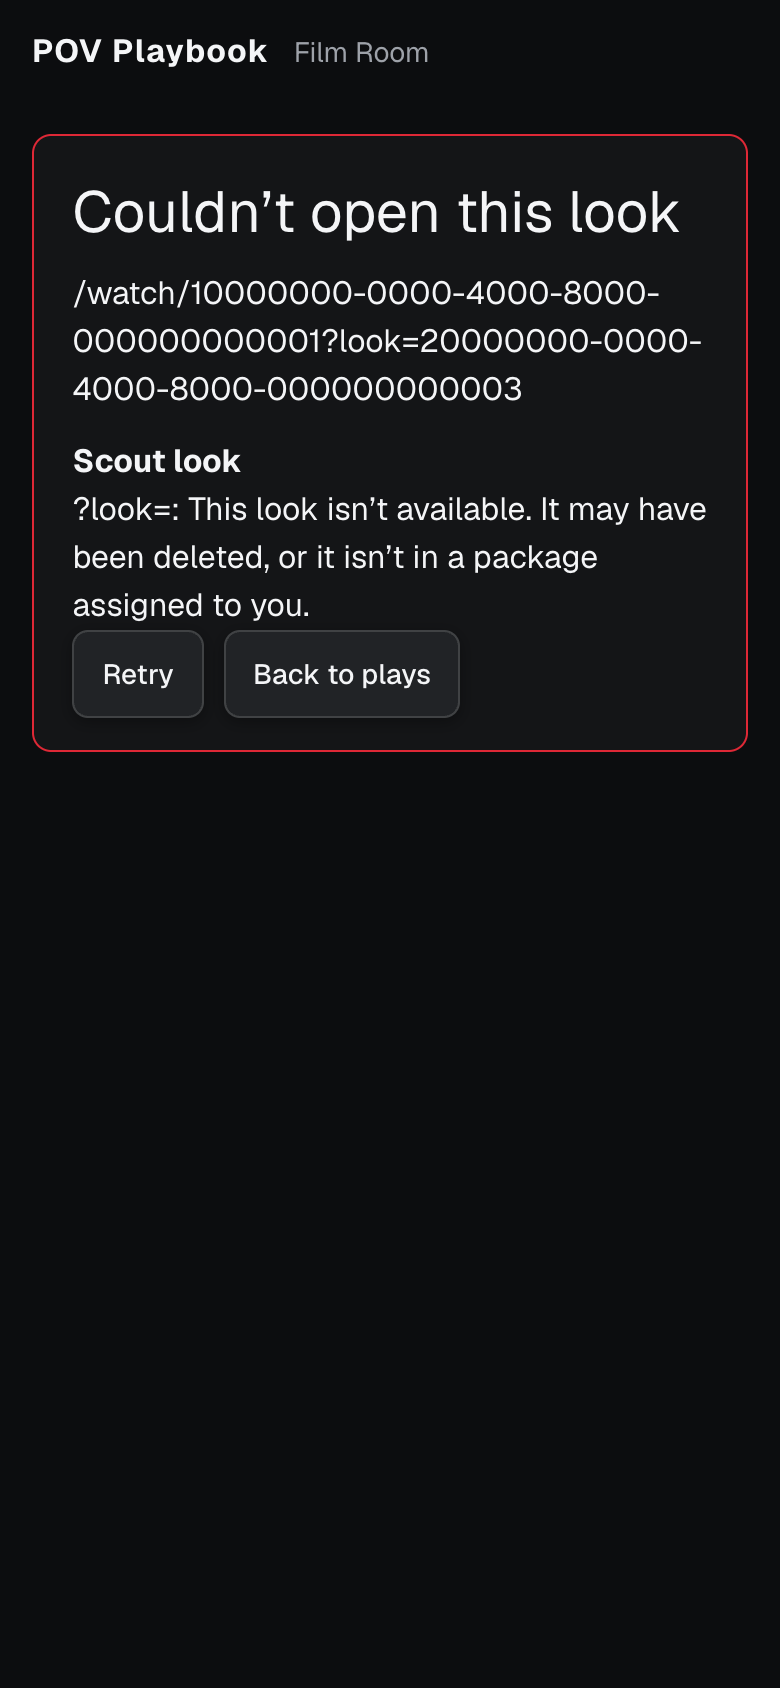 POV Playbook Film Room
Couldn’t open this look
/watch/10000000-0000-4000-8000-
000000000001?look=20000000-0000-
4000-8000-000000000003
Scout look
?look=: This look isn’t available. It may have
been deleted, or it isn’t in a package
assigned to you.
Retry Back to plays